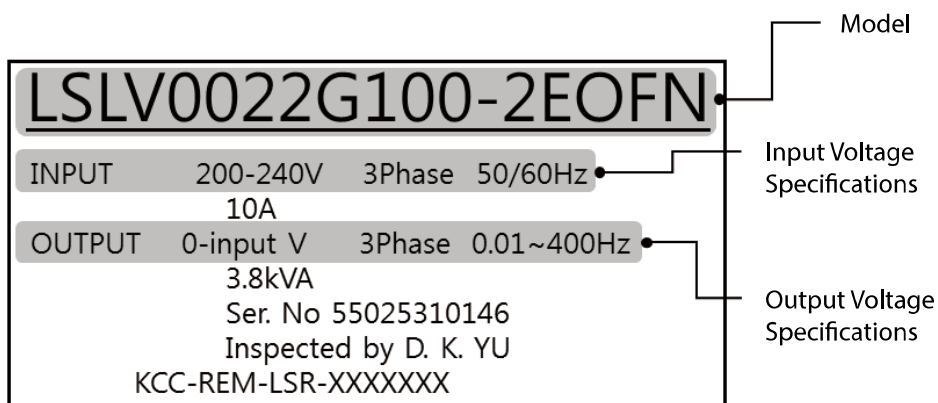 Model
LSLV0022G100-2EOFN
Input Voltage
Specifications
INPUT 200-240V 3Phase 50/60Hz
10A
OUTPUT 0-input V 3Phase 0.01~400Hz
3.8kVA
Output Voltage
Specifications
Ser. No 55025310146
Inspected by D. K. YU
KCC-REM-LSR-XXXXXXX